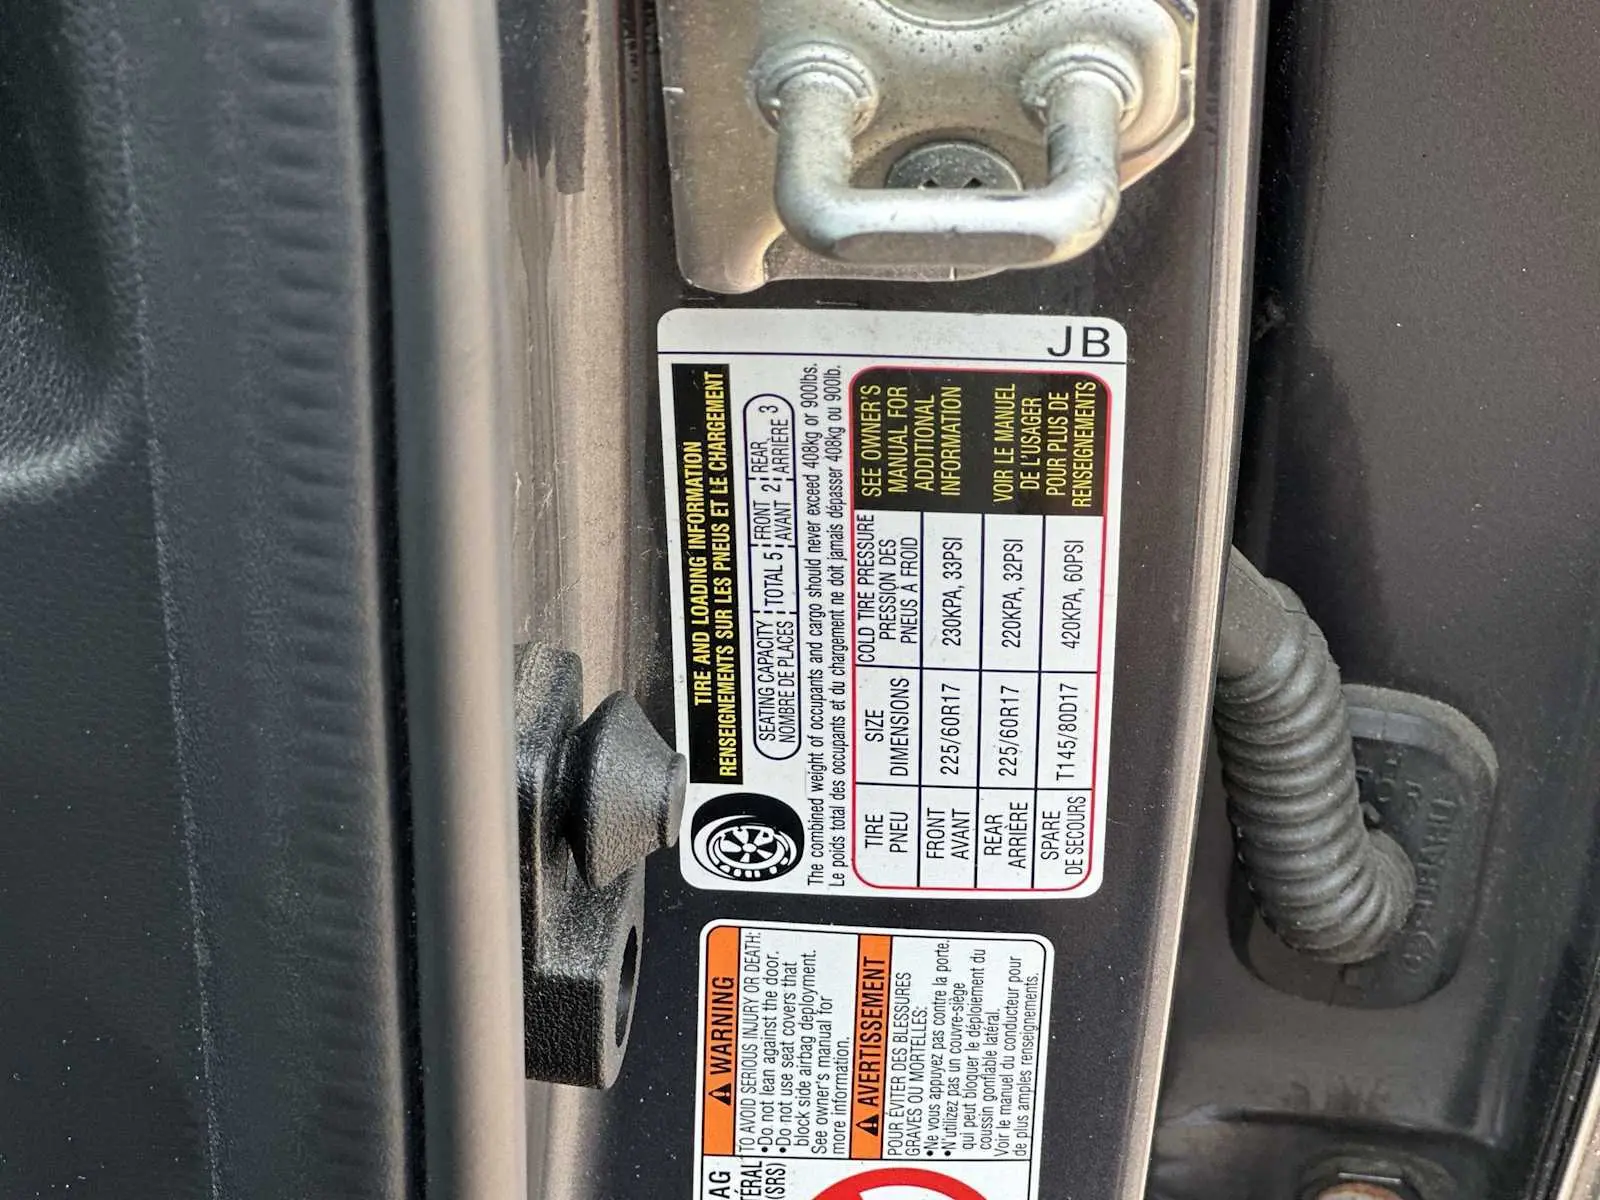 JB
TIRE AND LOADING INFORMATION
RENSEIGNEMENTS SUR LES PNEUS ET LE CHARGEMENT
SEATING CAPACITY TOTAL 5 FRONT 2 REAR 3
NOMBRE DE PLACES AVANT ARRIÈRE
The combined weight of occupants and cargo should never exceed 408kg or 900lbs.
Le poids total des occupants et du chargement ne doit jamais dépasser 408kg ou 900lb.
TIRE SIZE COLD TIRE PRESSURE
PNEU DIMENSIONS PRESSION DES
PNEUS A FROID
FRONT 225/60R17 230KPA, 33PSI
AVANT
REAR 225/60R17 220KPA, 32PSI
ARRIÈRE
SPARE T145/80D17 420KPA, 60PSI
DE SECOURS
SEE OWNER'S
MANUAL FOR
ADDITIONAL
INFORMATION
VOIR LE MANUEL
DE L'USAGER
POUR PLUS DE
RENSEIGNEMENTS
WARNING
TO AVOID SERIOUS INJURY OR DEATH:
•Do not lean against the door.
•Do not use seat covers that
block side airbag deployment.
See owner's manual for
more information.
AVERTISSEMENT
POUR ÉVITER DES BLESSURES
GRAVES OU MORTELLES:
•Ne vous appuyez pas contre la porte.
•N'utilizez pas un couvre-siège
qui peut bloquer le déploiement du
coussin gonflable latéral.
Voir le manuel du conducteur pour
de plus amples renseignements.
AG
TÉRAL
(SRS)